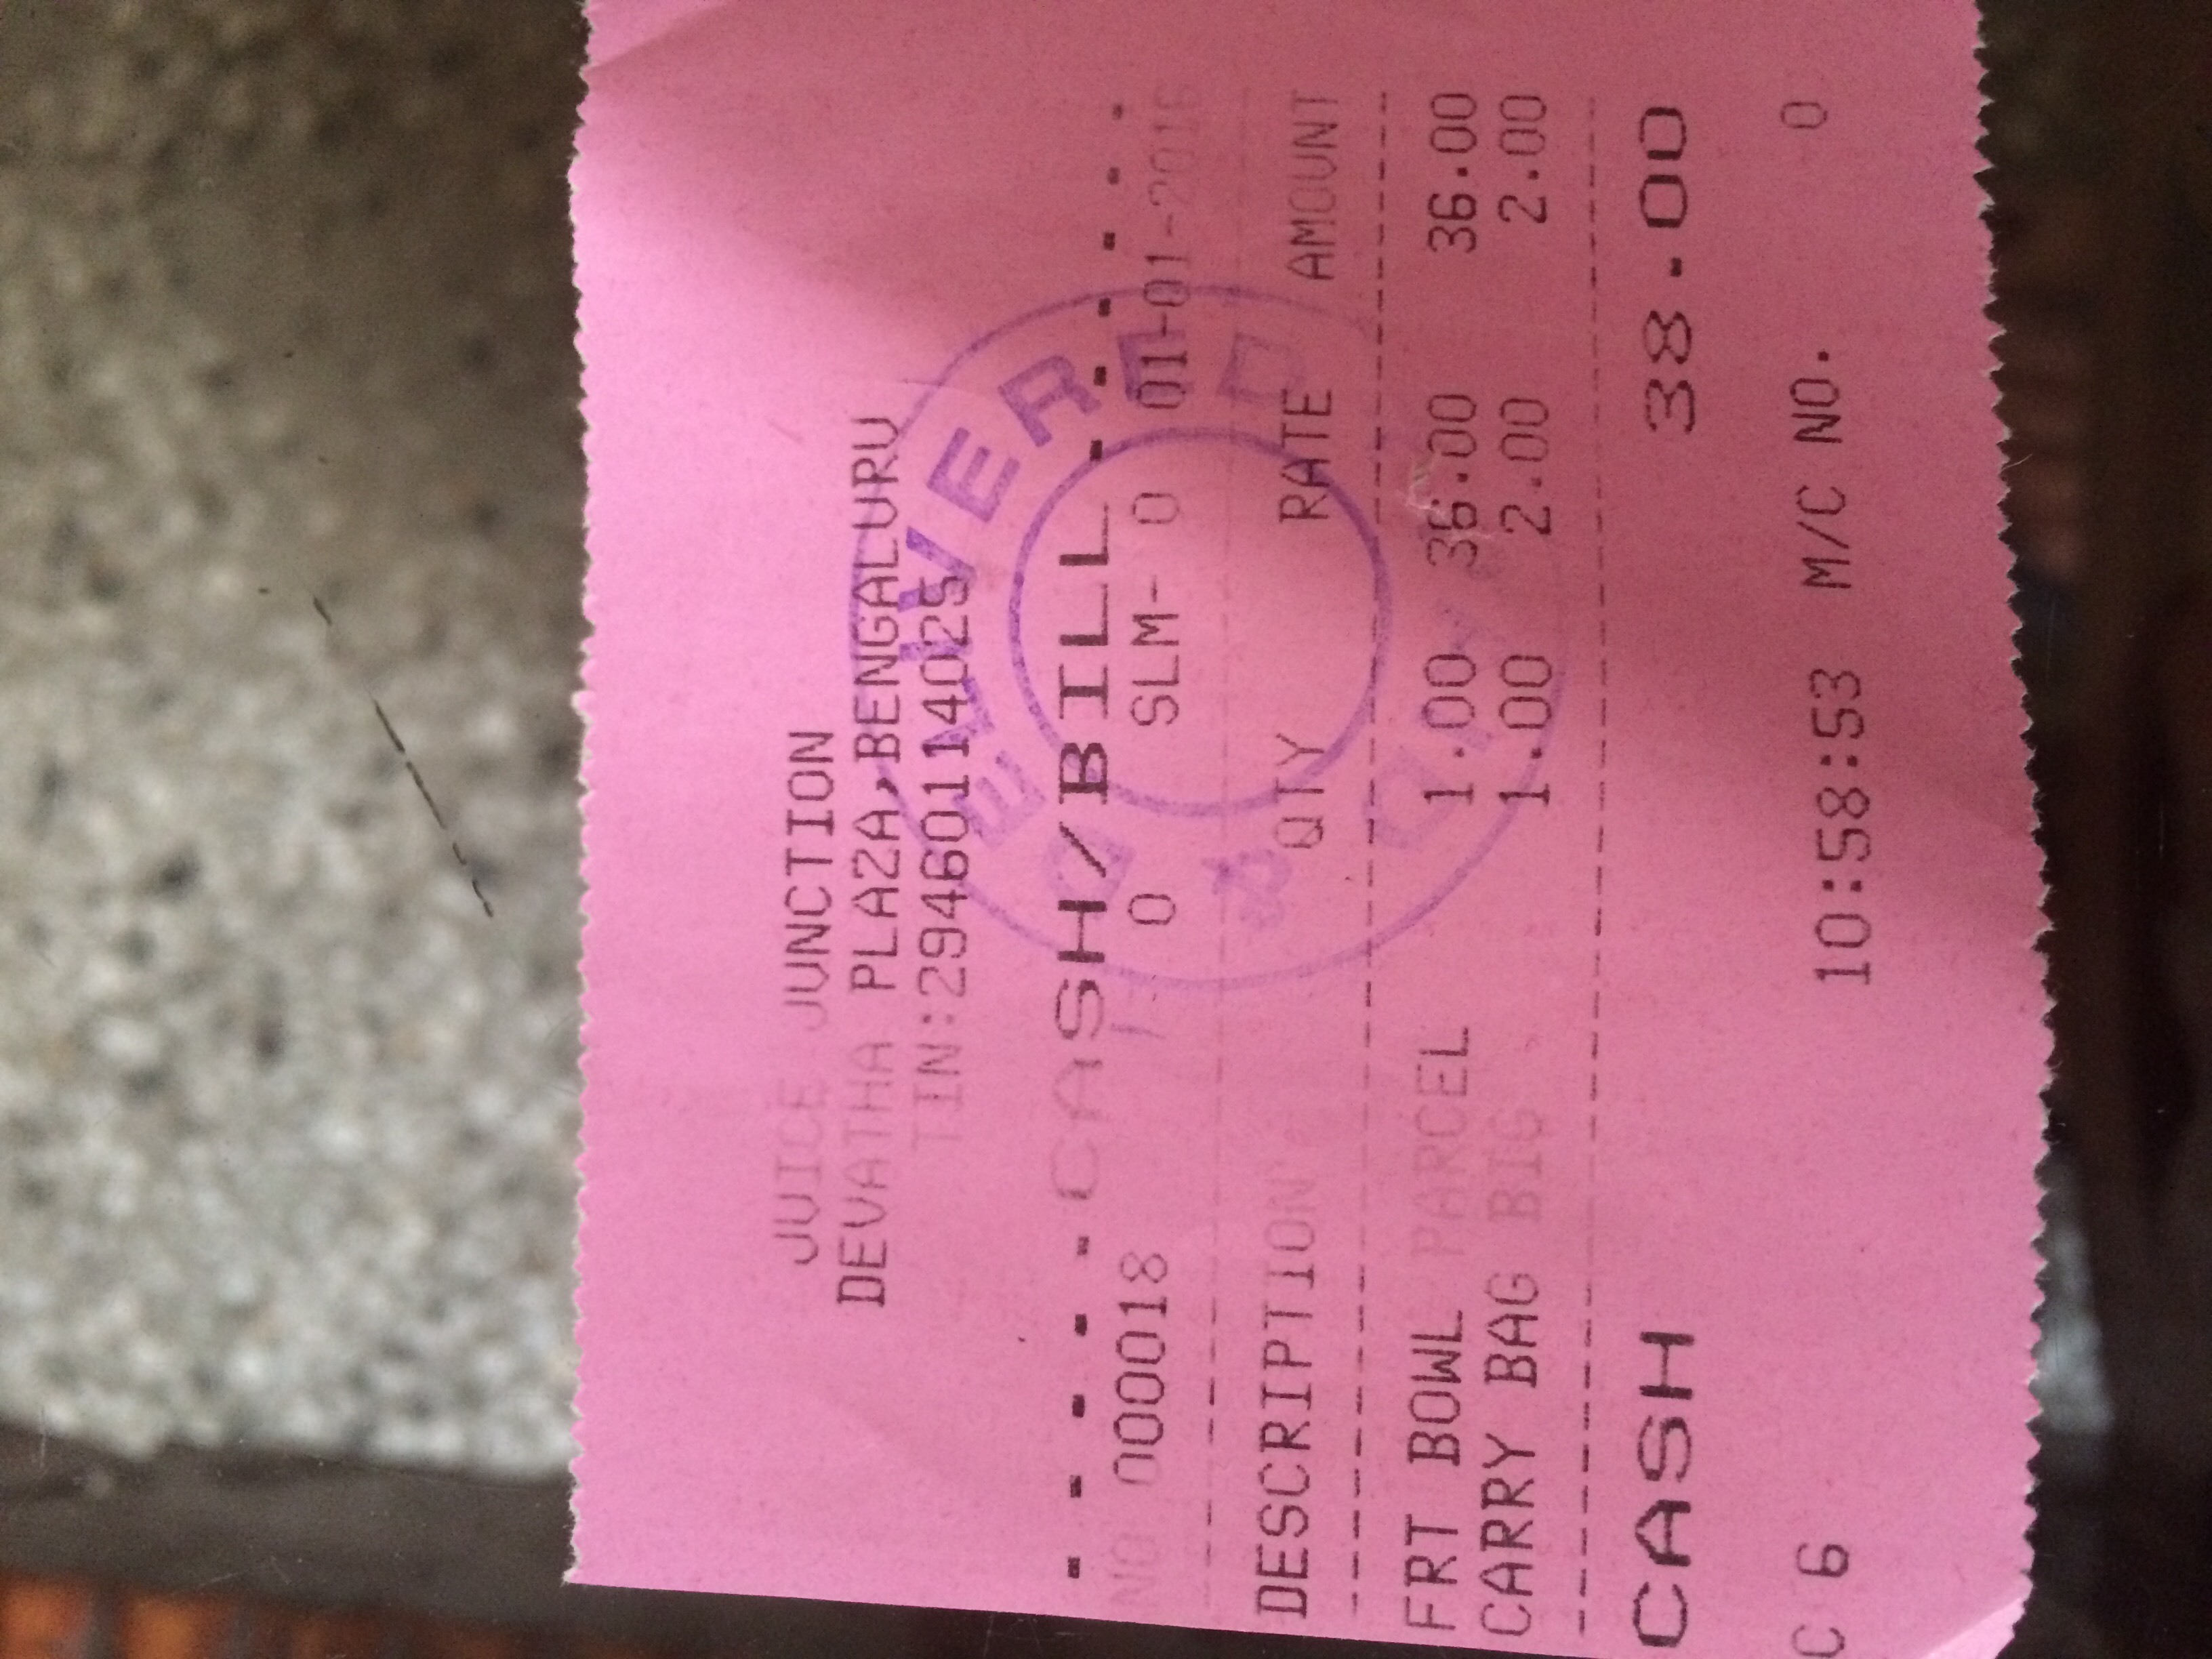 JUICE JUNCTION
DEVATHA PLAZA,BENGALURU
TIN:29460114025
.....CASH/BILL......
NO 000018 0 SLM- 0 01-01-2016
DESCRIPTION QTY RATE AMOUNT
FRT BOWL PARCEL 1.00 36.00 36.00
CARRY BAG BIG 1.00 2.00 2.00
CASH 38.00
C 6 10:58:53 M/C NO. 0
DELIVERED